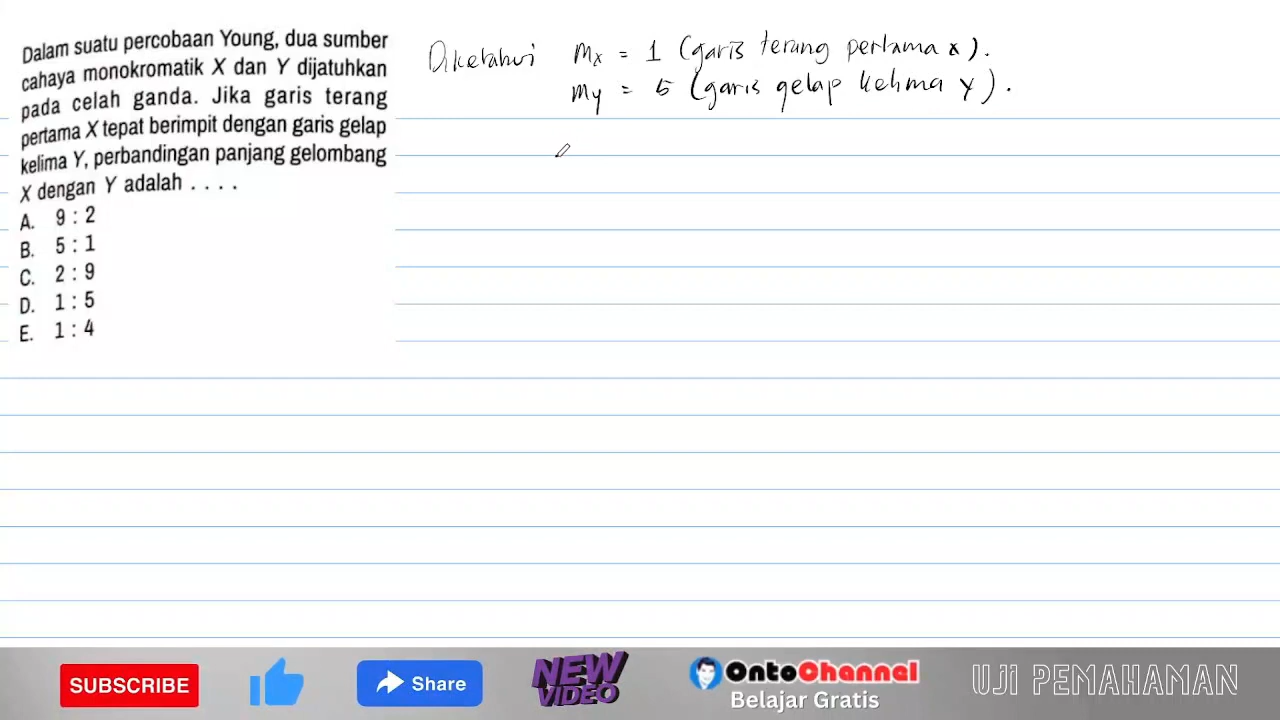 Dalam suatu percobaan Young, dua sumber
cahaya monokromatik X dan Y dijatuhkan
pada celah ganda. Jika garis terang
pertama X tepat berimpit dengan garis gelap
kelima Y, perbandingan panjang gelombang
X dengan Y adalah . . . .
A. 9 : 2
B. 5 : 1
C. 2 : 9
D. 1 : 5
E. 1 : 4
Diketahui mx = 1 (garis terang pertama x).
my = 5 (garis gelap kelima Y).
SUBSCRIBE
Share
NEW
VIDEO
OntoChannel
Belajar Gratis
UJI PEMAHAMAN